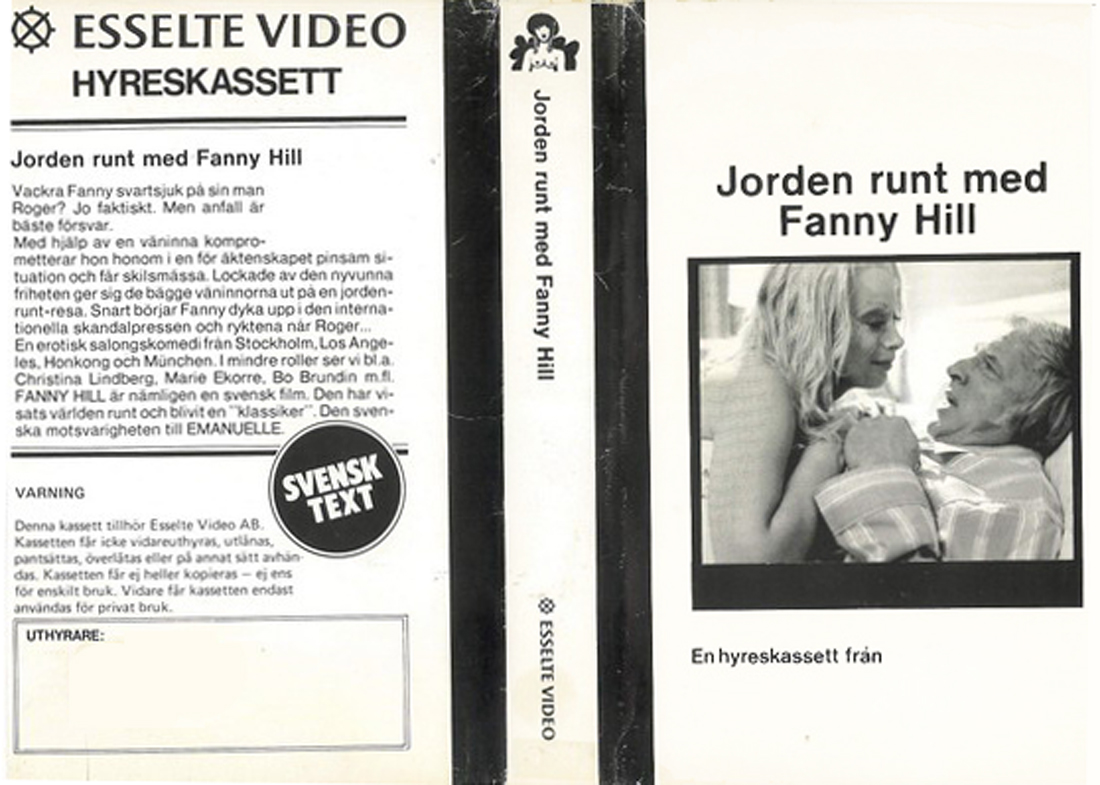 ESSELTE VIDEO
HYRESKASSETT
Jorden runt med Fanny Hill
Vackra Fanny svartsjuk på sin man
Roger? Jo faktiskt. Men anfall är
bäste försvar.
Med hjälp av en väninna kompro-
metterar hon honom i en för äktenskapet pinsam si-
tuation och får skilsmässa. Lockade av den nyvunna
friheten ger sig de bägge väninnorna ut på en jorden-
runt-resa. Snart börjar Fanny dyka upp i den interna-
tionella skandalpressen och ryktena når Roger...
En erotisk salongskomedi från Stockholm, Los Ange-
les, Honkong och München. I mindre roller ser vi bl.a.
Christina Lindberg, Marie Ekorre, Bo Brundin m.fl.
FANNY HILL är nämligen en svensk film. Den har vi-
sats världen runt och blivit en "klassiker". Den sven-
ska motsvarigheten till EMANUELLE.
SVENSK
TEXT
VARNING
Denna kassett tillhör Esselte Video AB.
Kassetten får icke vidareuthyras, utlånas,
pantsättas, överlåtas eller på annat sätt avhän-
das. Kassetten får ej heller kopieras – ej ens
för enskilt bruk. Vidare får kassetten endast
användas för privat bruk.
UTHYRARE:
Jorden runt med Fanny Hill
ESSELTE VIDEO
Jorden runt med
Fanny Hill
En hyreskassett från